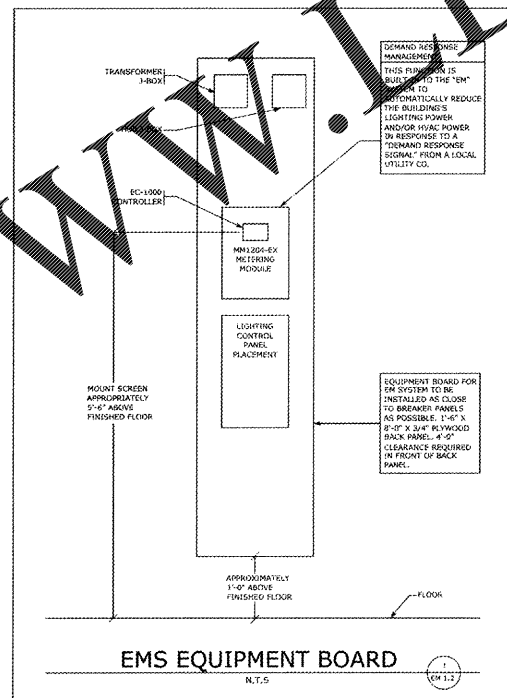 WWW.
DEMAND RESPONSE
MANAGEMENT
THIS FUNCTION IS
BUILT INTO THE "EM"
SYSTEM TO
AUTOMATICALLY REDUCE
THE BUILDING'S
LIGHTING POWER
AND/OR HVAC POWER
IN RESPONSE TO A
"DEMAND RESPONSE
SIGNAL" FROM A LOCAL
UTILITY CO.
TRANSFORMER
J-BOX
EC-1000
CONTROLLER
MM1204-EX
METERING
MODULE
LIGHTING
CONTROL
PANEL
PLACEMENT
MOUNT SCREEN
APPROPRIATELY
5'-6" ABOVE
FINISHED FLOOR
EQUIPMENT BOARD FOR
EM SYSTEM TO BE
INSTALLED AS CLOSE
TO BREAKER PANELS
AS POSSIBLE. 1'-6" X
8'-0" X 3/4" PLYWOOD
BACK PANEL. 4'-0"
CLEARANCE REQUIRED
IN FRONT OF BACK
PANEL.
APPROXIMATELY
1'-0" ABOVE
FINISHED FLOOR
FLOOR
EMS EQUIPMENT BOARD
N.T.S
1
EM 1.2